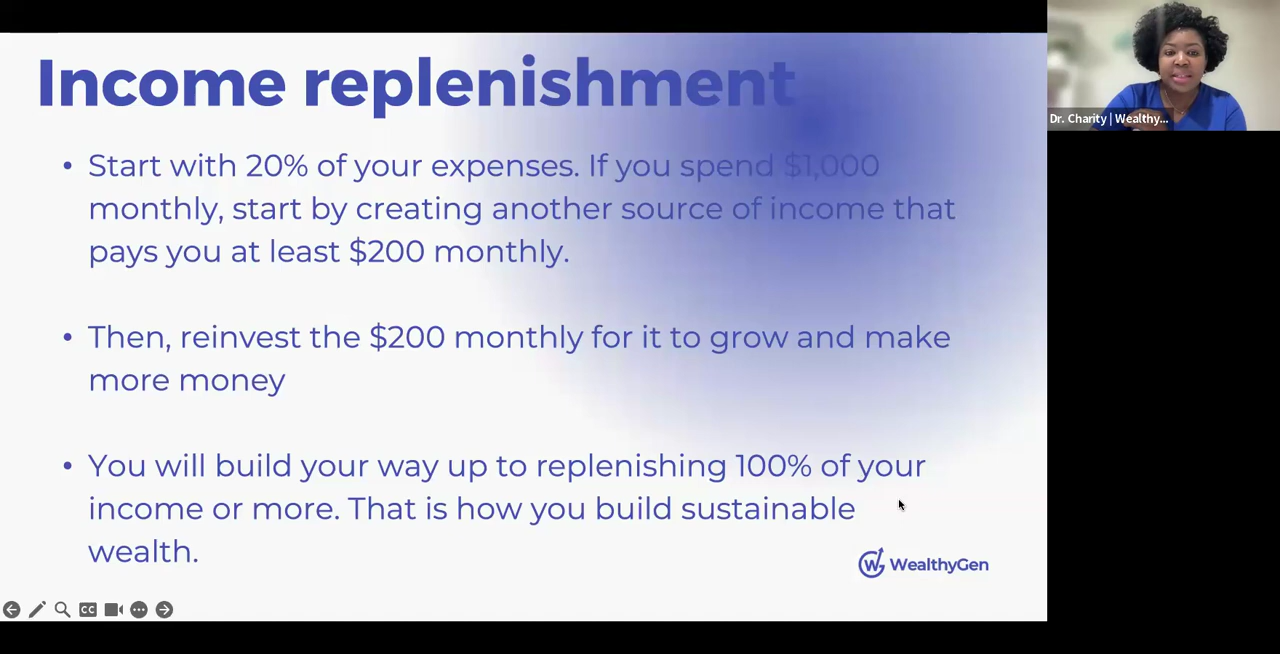 Income replenishment
• Start with 20% of your expenses. If you spend $1,000
monthly, start by creating another source of income that
pays you at least $200 monthly.
• Then, reinvest the $200 monthly for it to grow and make
more money
• You will build your way up to replenishing 100% of your
income or more. That is how you build sustainable
wealth.
WealthyGen
CC
Dr. Charity | Wealthy...